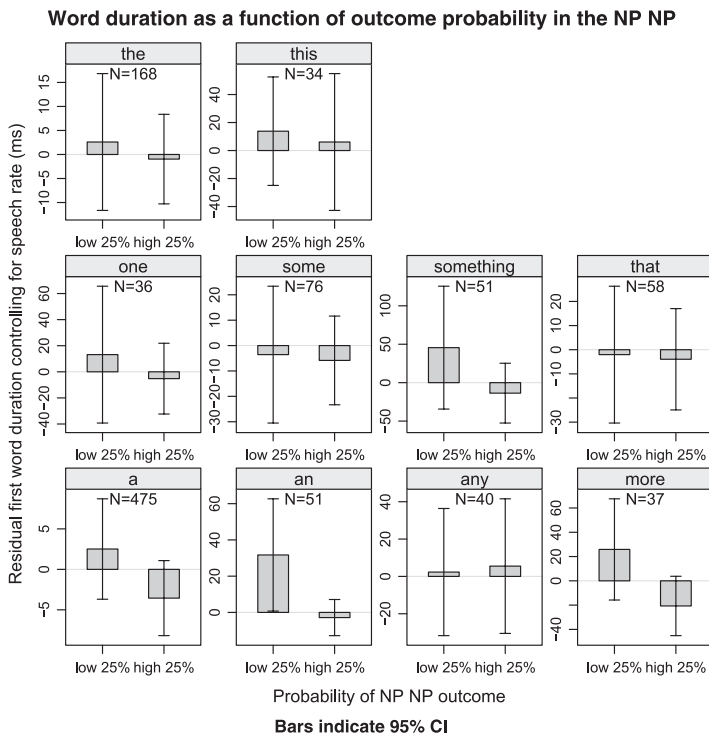 Word duration as a function of outcome probability in the NP NP
Residual first word duration controlling for speech rate (ms)
the
N=168
15
10
5
0
−5
−10
low 25% high 25%
this
N=34
40
20
0
−20
−40
low 25% high 25%
one
N=36
60
40
20
0
−20
−40
low 25% high 25%
some
N=76
20
10
0
−10
−20
−30
low 25% high 25%
something
N=51
100
50
0
−50
low 25% high 25%
that
N=58
20
10
0
−10
−30
low 25% high 25%
a
N=475
5
0
−5
low 25% high 25%
an
N=51
60
40
20
0
low 25% high 25%
any
N=40
40
20
0
−20
low 25% high 25%
more
N=37
60
40
20
0
−40
low 25% high 25%
Probability of NP NP outcome
Bars indicate 95% CI